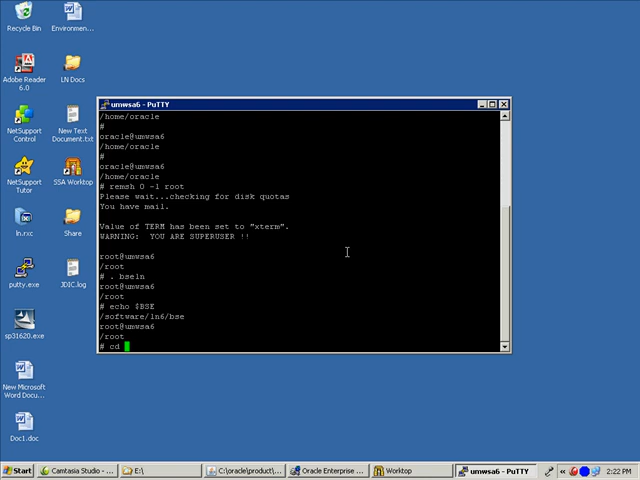 Recycle Bin
Environmen...
Adobe Reader
6.0
LN Docs
NetSupport
Control
New Text
Document.txt
NetSupport
Tutor
SSA Worktop
ln.rxc
Share
putty.exe
JDIC.log
sp31620.exe
New Microsoft
Word Docu...
Doc1.doc
umwsa6 - PuTTY
/home/oracle
#
oracle@umwsa6
/home/oracle
#
oracle@umwsa6
/home/oracle
# remsh 0 -l root
Please wait...checking for disk quotas
You have mail.
Value of TERM has been set to "xterm".
WARNING:  YOU ARE SUPERUSER !!
root@umwsa6
/root
# . bseln
root@umwsa6
/root
# echo $BSE
/software/ln6/bse
root@umwsa6
/root
# cd
Start
Camtasia Studio - ...
E:\
C:\oracle\product\...
Oracle Enterprise ...
Worktop
umwsa6 - PuTTY
«
2:22 PM